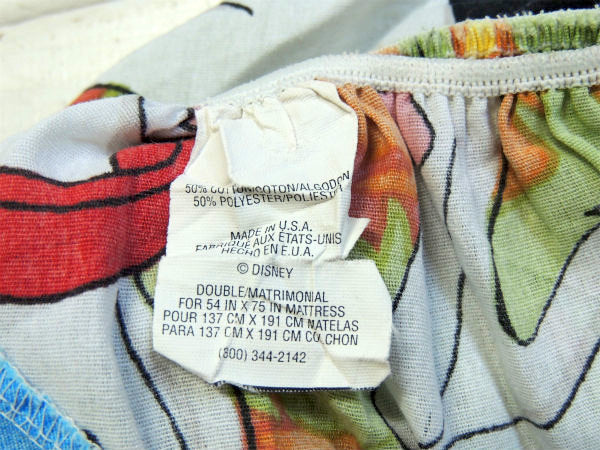 50% COTTON/COTON/ALGODON
50% POLYESTER/POLIESTER
MADE IN U.S.A.
FABRIQUE AUX ÉTATS-UNIS
HECHO EN E.U.A.
© DISNEY
DOUBLE/MATRIMONIAL
FOR 54 IN X 75 IN MATTRESS
POUR 137 CM X 191 CM MATELAS
PARA 137 CM X 191 CM COLCHON
(800) 344-2142